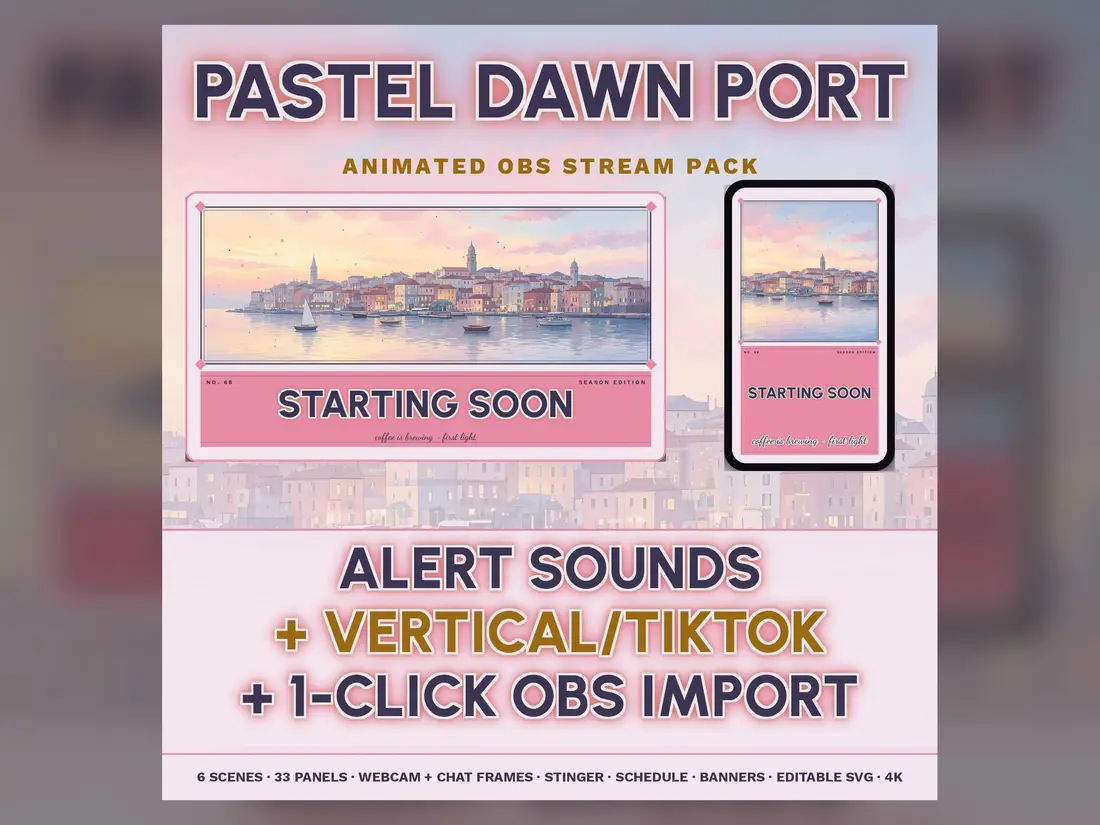 PASTEL DAWN PORT
ANIMATED OBS STREAM PACK
NO. 68 SEASON EDITION
STARTING SOON
coffee is brewing · first light
NO. 68 SEASON EDITION
STARTING SOON
coffee is brewing · first light
ALERT SOUNDS
+ VERTICAL/TIKTOK
+ 1-CLICK OBS IMPORT
6 SCENES · 33 PANELS · WEBCAM + CHAT FRAMES · STINGER · SCHEDULE · BANNERS · EDITABLE SVG · 4K